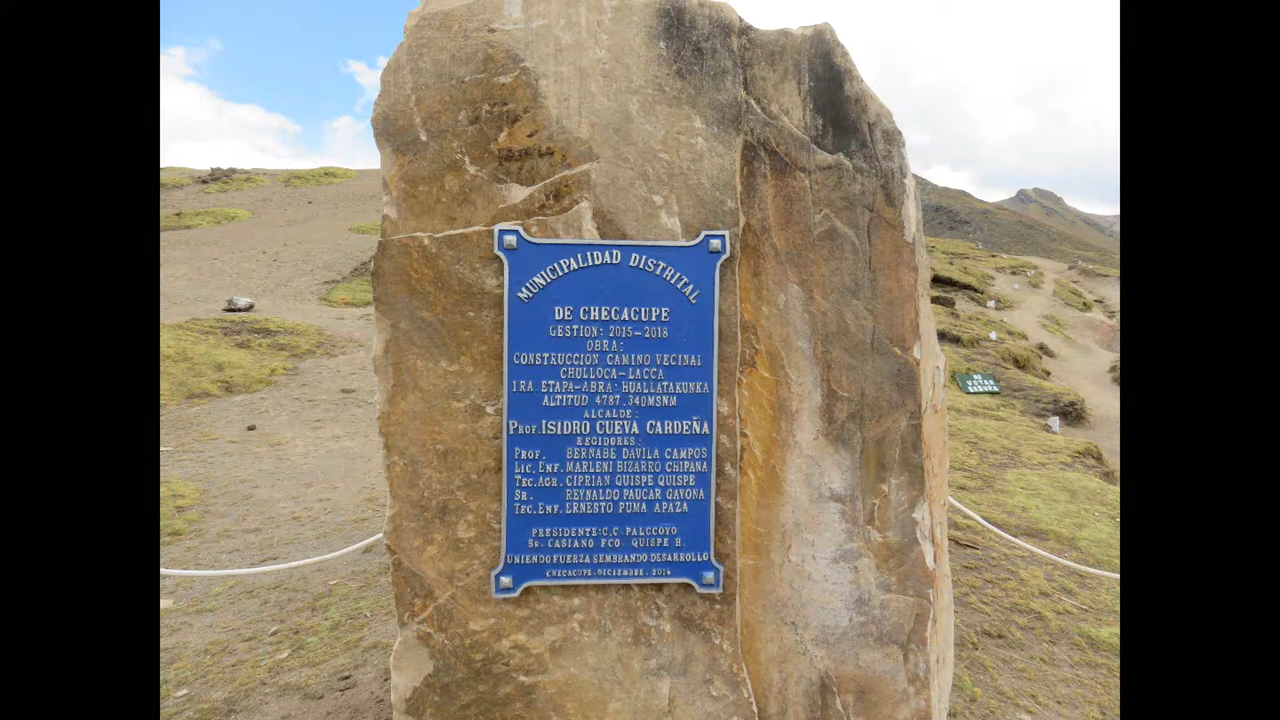 MUNICIPALIDAD DISTRITAL
DE CHECACUPE
GESTION: 2015-2018
OBRA:
CONSTRUCCION CAMINO VECINAL
CHULLOCA-LACCA
1RA. ETAPA-ABRA: HUALLATAKUNKA
ALTITUD 4787.340MSNM
ALCALDE:
PROF. ISIDRO CUEVA CARDEÑA
REGIDORES:
PROF. BERNABE DAVILA CAMPOS
LIC. ENF. MARLENI BIZARRO CHIPANA
TEC. AGR. CIPRIAN QUISPE QUISPE
SR. REYNALDO PAUCAR GAVONA
TEC. ENF. ERNESTO PUMA APAZA
PRESIDENTE: C.C PALCCOYO
SR. CASIANO FCO QUISPE H.
UNIENDO FUERZA SEMBRANDO DESARROLLO
CHECACUPE, DICIEMBRE, 2016
NO
VOTAR
BASURA